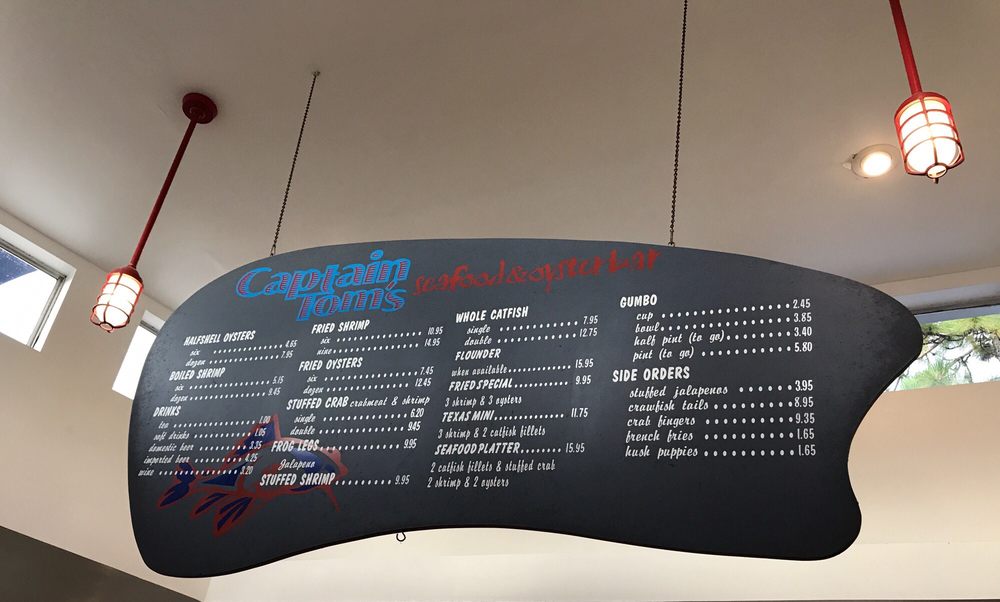 Captain Tom's seafood & oyster bar
HALFSHELL OYSTERS
six 4.65
dozen 7.95
BOILED SHRIMP
six 5.15
dozen 9.45
DRINKS
tea 1.00
soft drinks 1.05
domestic beer 3.35
imported beer 4.25
wine 3.20
FRIED SHRIMP
six 10.95
nine 14.95
FRIED OYSTERS
six 7.45
dozen 12.45
STUFFED CRAB crabmeat & shrimp
single 6.20
double 9.45
FROG LEGS 9.95
Jalapeno
STUFFED SHRIMP 9.95
WHOLE CATFISH
single 7.95
double 12.75
FLOUNDER
when available 15.95
FRIED SPECIAL 9.95
3 shrimp & 3 oysters
TEXAS MINI 11.75
3 shrimp & 2 catfish fillets
SEAFOOD PLATTER 15.95
2 catfish fillets & stuffed crab
2 shrimp & 2 oysters
GUMBO
cup 2.45
bowl 3.85
half pint (to go) 3.40
pint (to go) 5.80
SIDE ORDERS
stuffed jalapenos 3.95
crawfish tails 8.95
crab fingers 9.35
french fries 1.65
hush puppies 1.65